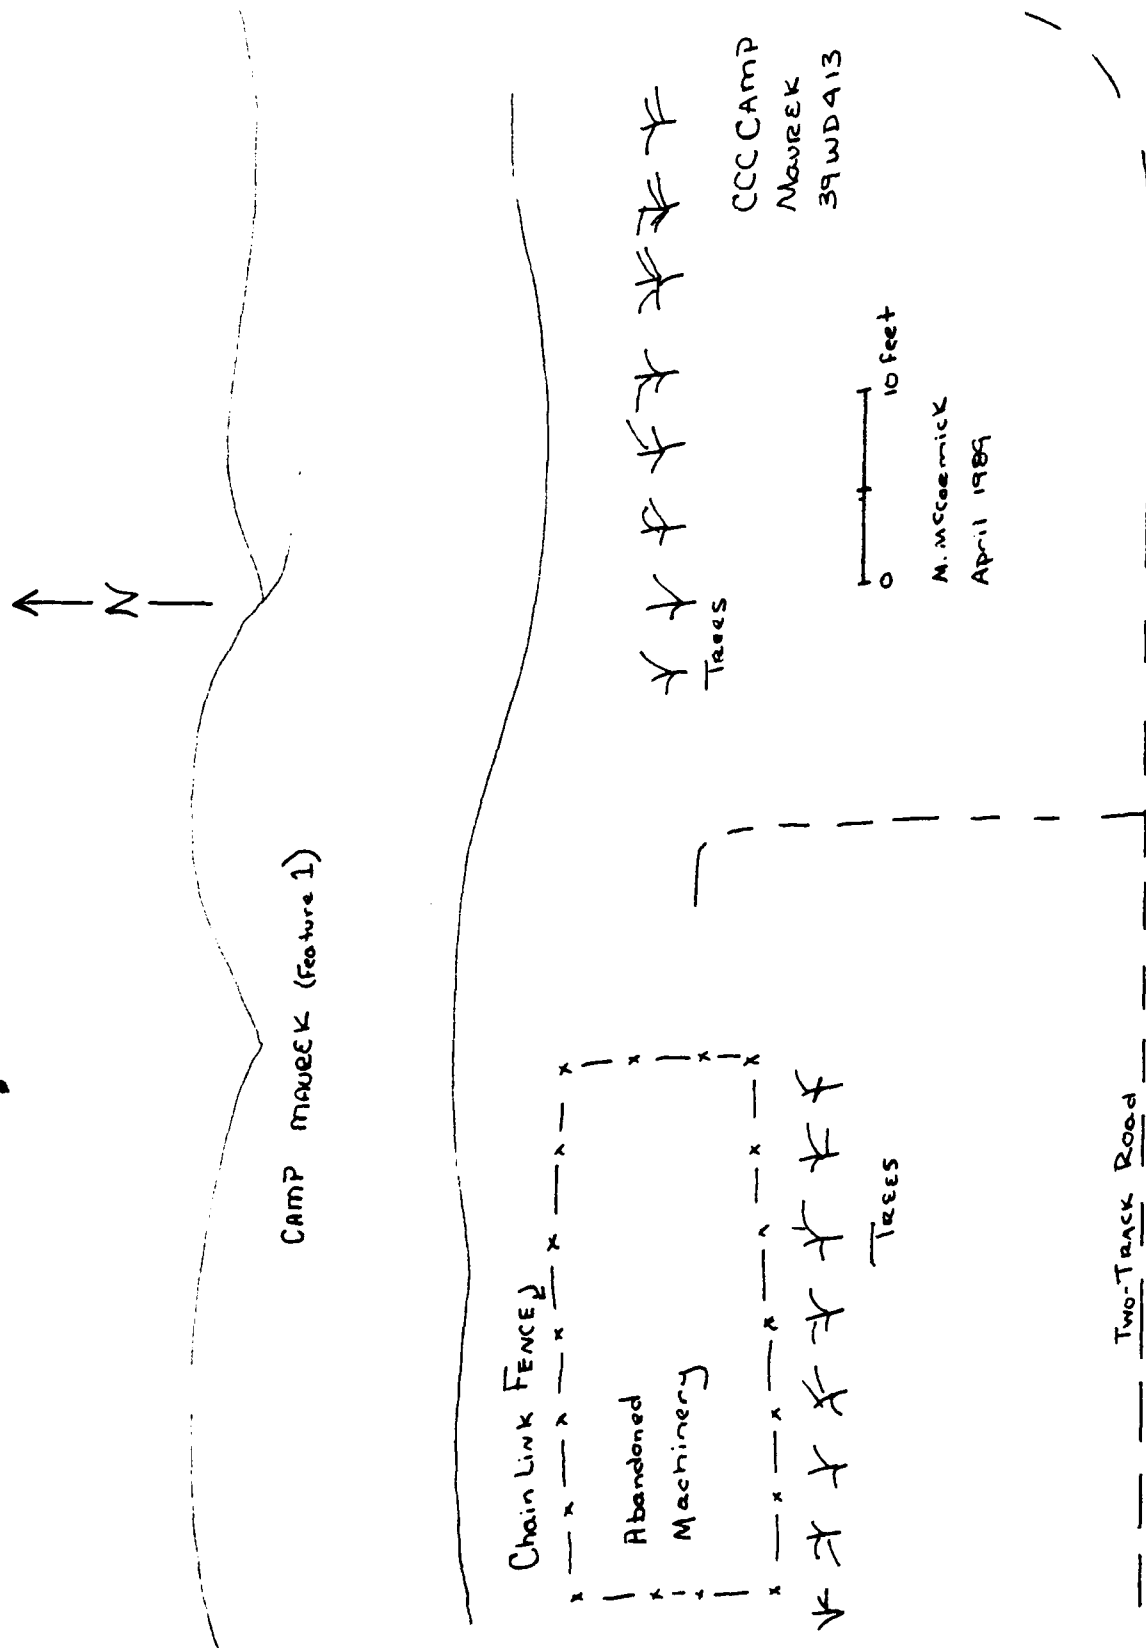 N
CAMP MAUREK (Feature 1)
Chain Link FENCE
Abandoned
Machinery
TREES
TREES
CCC CAMP
MAUREK
39WD413
0 10 feet
M. McCormick
April 1989
TWO-TRACK ROAD